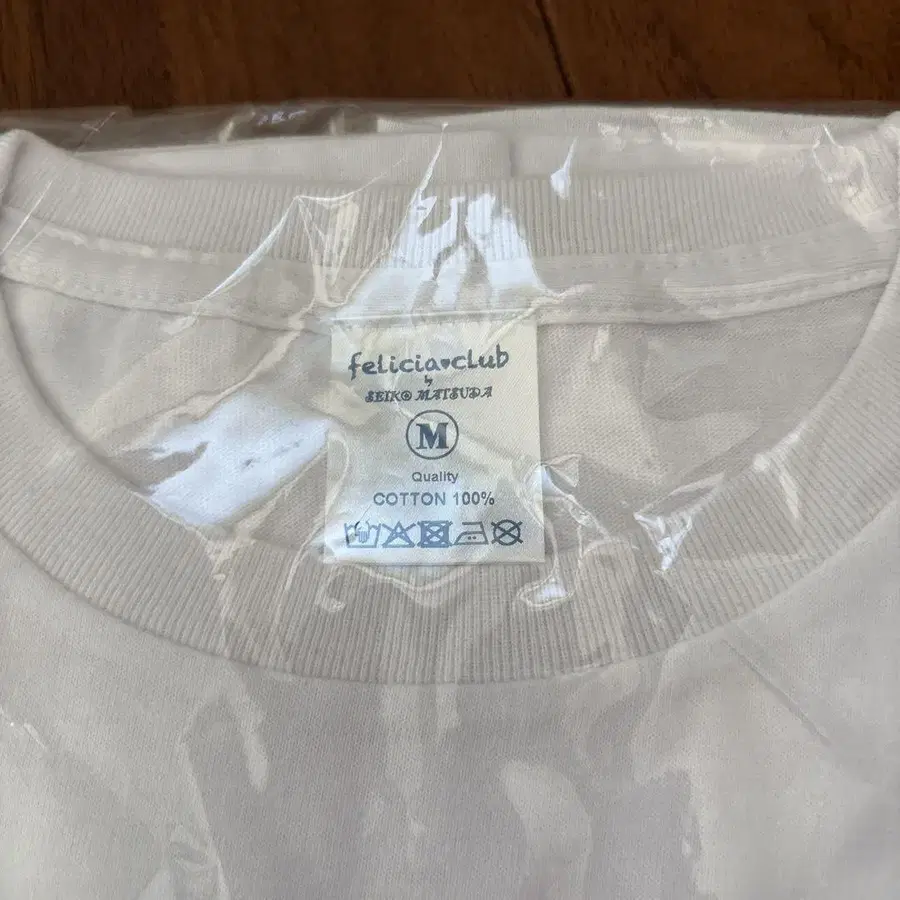 felicia♥club
by
SEIKO MATSUDA
M
Quality
COTTON 100%